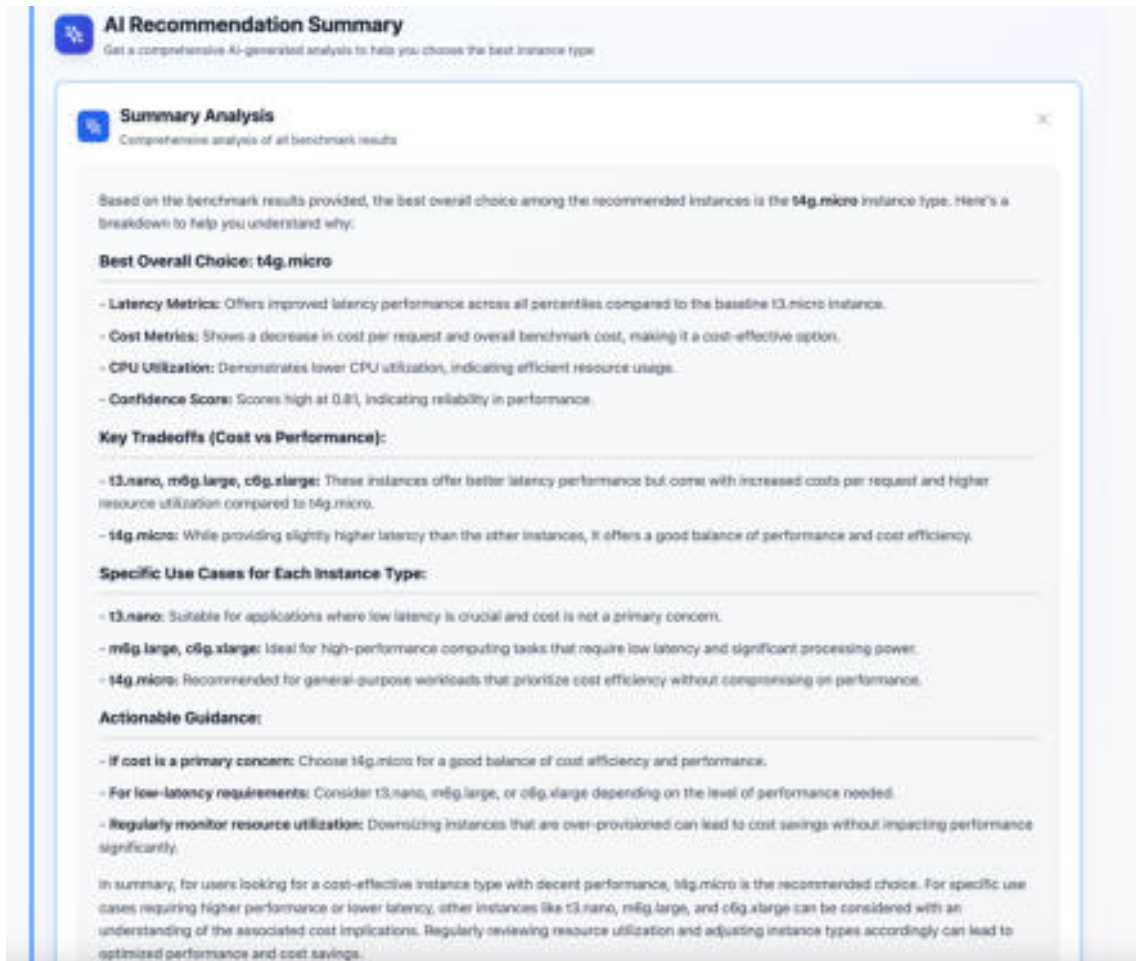 AI Recommendation Summary
Get a comprehensive AI-generated analysis to help you choose the best instance type
Summary Analysis
Comprehensive analysis of all benchmark results
Based on the benchmark results provided, the best overall choice among the recommended instances is the t4g.micro instance type. Here's a
breakdown to help you understand why:
Best Overall Choice: t4g.micro
- Latency Metrics: Offers improved latency performance across all percentiles compared to the baseline t3.micro instance.
- Cost Metrics: Shows a decrease in cost per request and overall benchmark cost, making it a cost-effective option.
- CPU Utilization: Demonstrates lower CPU utilization, indicating efficient resource usage.
- Confidence Score: Scores high at 0.81, indicating reliability in performance.
Key Tradeoffs (Cost vs Performance):
- t3.nano, m6g.large, c6g.xlarge: These instances offer better latency performance but come with increased costs per request and higher
resource utilization compared to t4g.micro.
- t4g.micro: While providing slightly higher latency than the other instances, it offers a good balance of performance and cost efficiency.
Specific Use Cases for Each Instance Type:
- t3.nano: Suitable for applications where low latency is crucial and cost is not a primary concern.
- m6g.large, c6g.xlarge: Ideal for high-performance computing tasks that require low latency and significant processing power.
- t4g.micro: Recommended for general-purpose workloads that prioritize cost efficiency without compromising on performance.
Actionable Guidance:
- If cost is a primary concern: Choose t4g.micro for a good balance of cost efficiency and performance.
- For low-latency requirements: Consider t3.nano, m6g.large, or c6g.xlarge depending on the level of performance needed.
- Regularly monitor resource utilization: Downsizing instances that are over-provisioned can lead to cost savings without impacting performance
significantly.
In summary, for users looking for a cost-effective instance type with decent performance, t4g.micro is the recommended choice. For specific use
cases requiring higher performance or lower latency, other instances like t3.nano, m6g.large, and c6g.xlarge can be considered with an
understanding of the associated cost implications. Regularly reviewing resource utilization and adjusting instance types accordingly can lead to
optimized performance and cost savings.